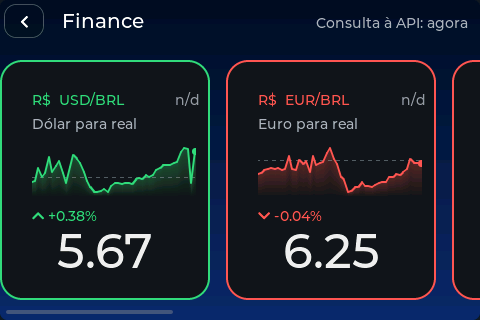 Finance
Consulta à API: agora
R$ USD/BRL n/d
Dólar para real
+0.38%
5.67
R$ EUR/BRL n/d
Euro para real
-0.04%
6.25